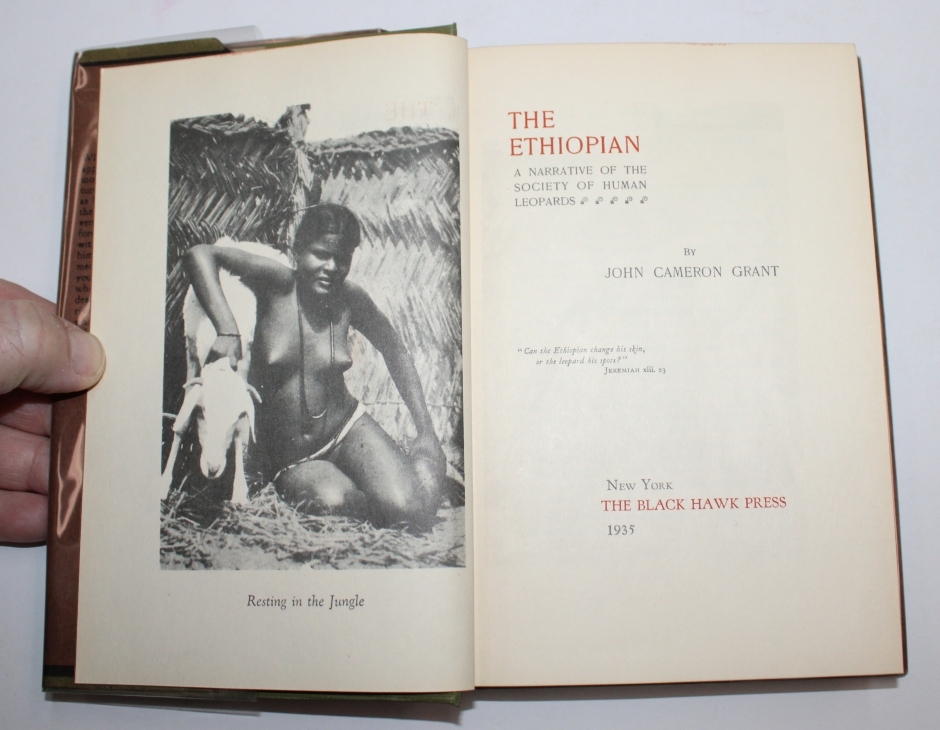 Resting in the Jungle
THE
ETHIOPIAN
A NARRATIVE OF THE
SOCIETY OF HUMAN
LEOPARDS
BY
JOHN CAMERON GRANT
"Can the Ethiopian change his skin,
or the leopard his spots?"
JEREMIAH xiii. 23
NEW YORK
THE BLACK HAWK PRESS
1935